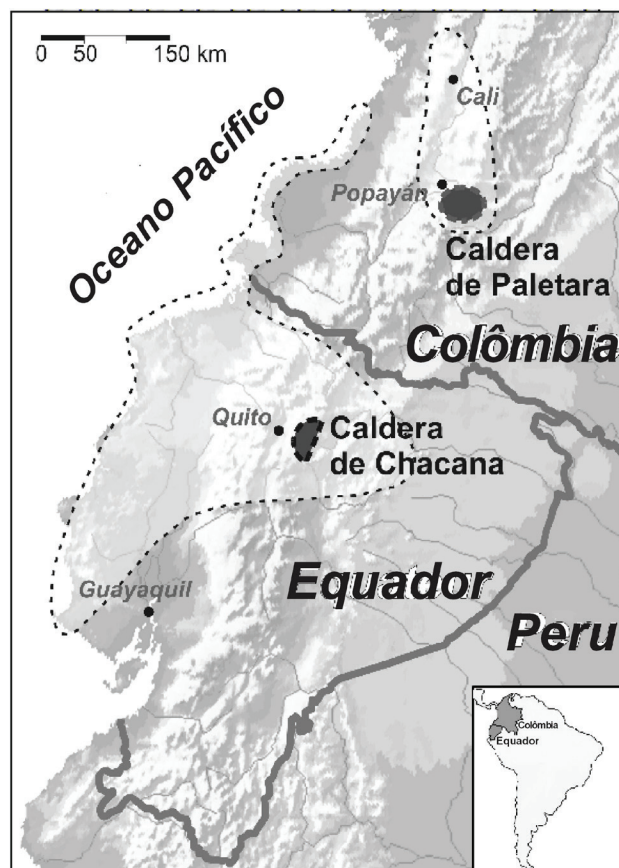 0 50 150 km
Oceano Pacífico
Cali
Popayán
Caldera
de Paletara
Colômbia
Quito
Caldera
de Chacana
Equador
Guayaquil
Peru
Colômbia
Equador